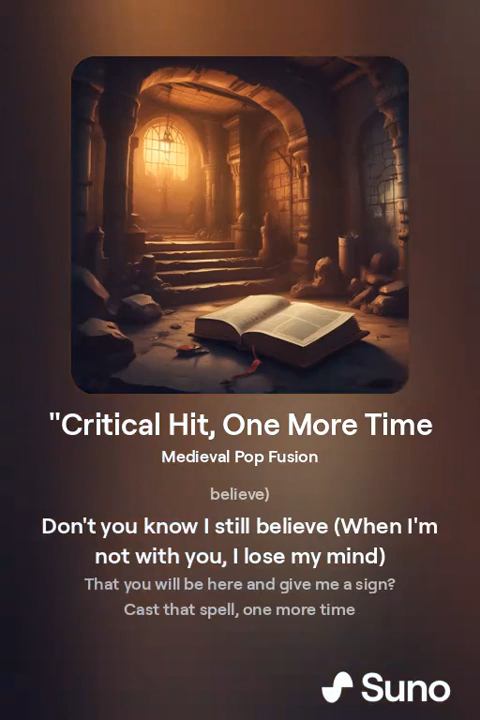 "Critical Hit, One More Time
Medieval Pop Fusion
believe)
Don't you know I still believe (When I'm
not with you, I lose my mind)
That you will be here and give me a sign?
Cast that spell, one more time
Suno